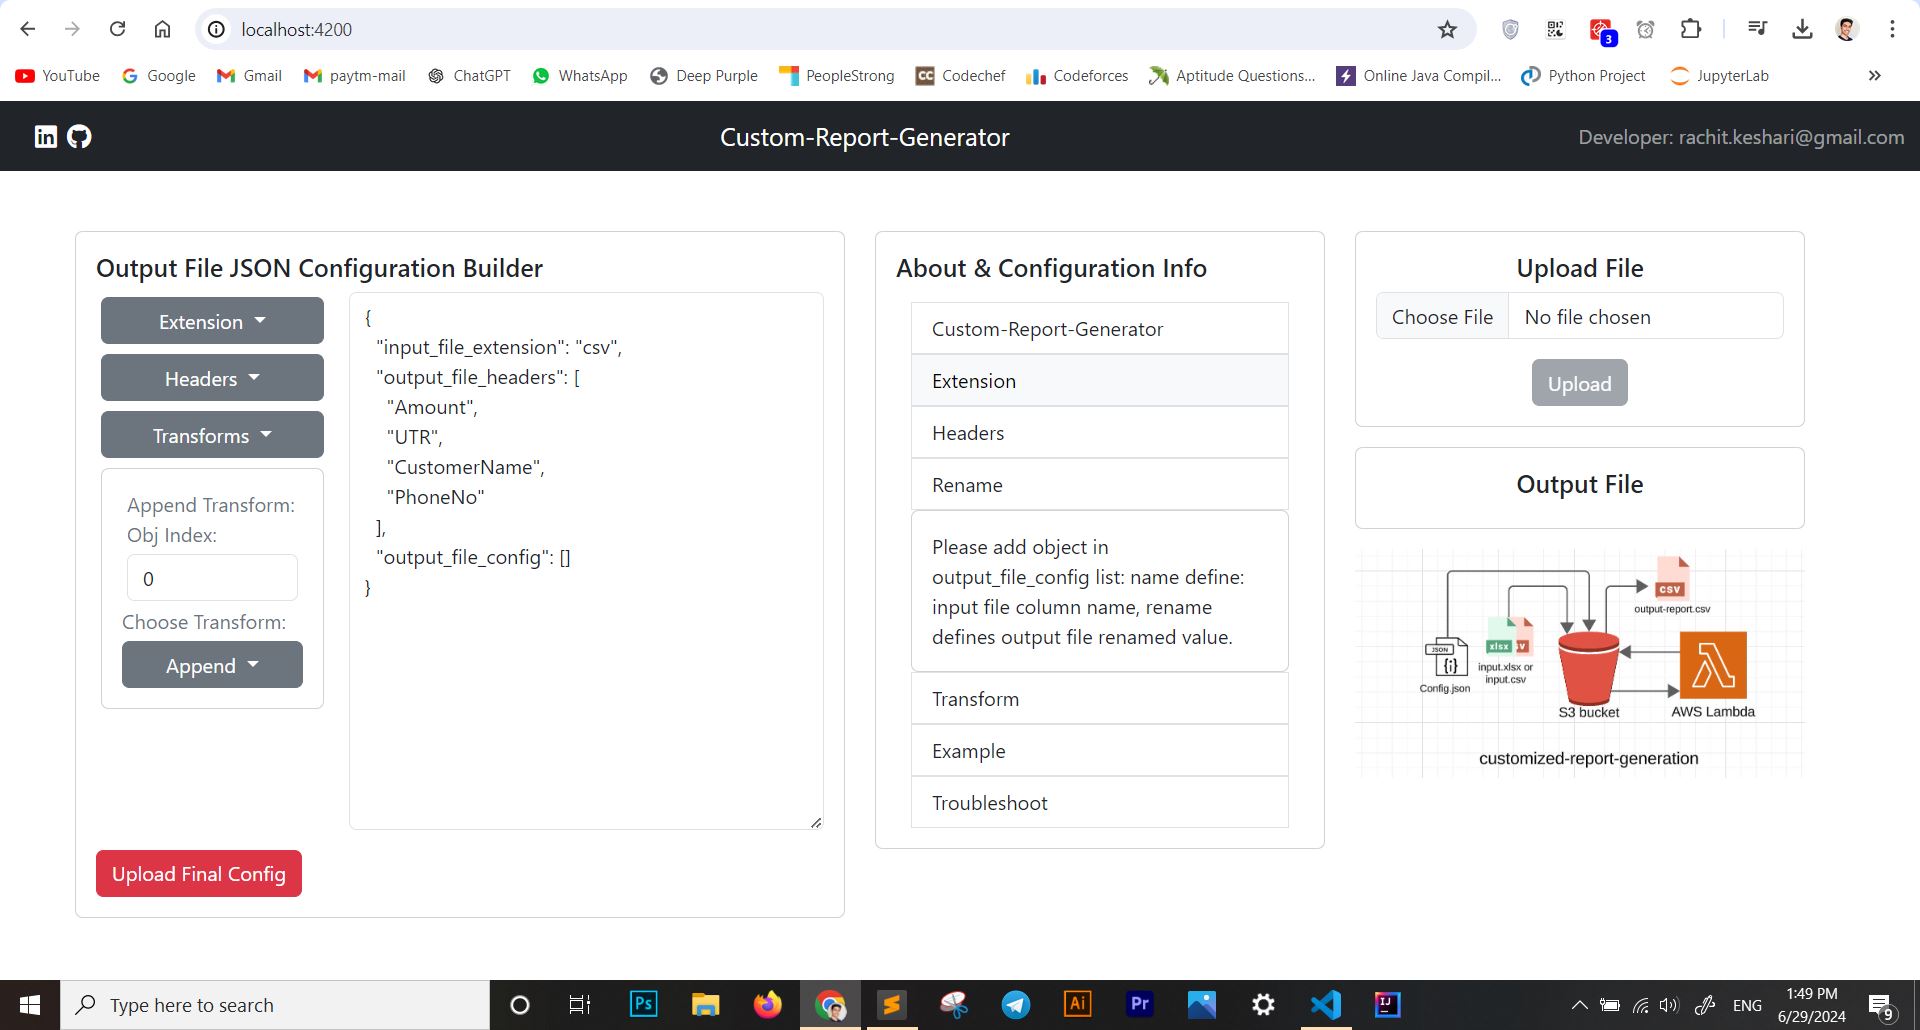 localhost:4200
3
YouTube Google Gmail paytm-mail ChatGPT WhatsApp Deep Purple PeopleStrong Codechef Codeforces Aptitude Questions... Online Java Compil... Python Project JupyterLab »
Custom-Report-Generator
Developer: rachit.keshari@gmail.com
Output File JSON Configuration Builder
Extension
Headers
Transforms
Append Transform:
Obj Index:
0
Choose Transform:
Append
{
"input_file_extension": "csv",
"output_file_headers": [
"Amount",
"UTR",
"CustomerName",
"PhoneNo"
],
"output_file_config": []
}
Upload Final Config
About & Configuration Info
Custom-Report-Generator
Extension
Headers
Rename
Please add object in
output_file_config list: name define:
input file column name, rename
defines output file renamed value.
Transform
Example
Troubleshoot
Upload File
Choose File No file chosen
Upload
Output File
CSV
output-report.csv
JSON
{i}
Config.json
xlsx
input.xlsx or
input.csv
S3 bucket
AWS Lambda
customized-report-generation
Type here to search
Ps
Ai
Pr
IJ
ENG
1:49 PM
6/29/2024
9